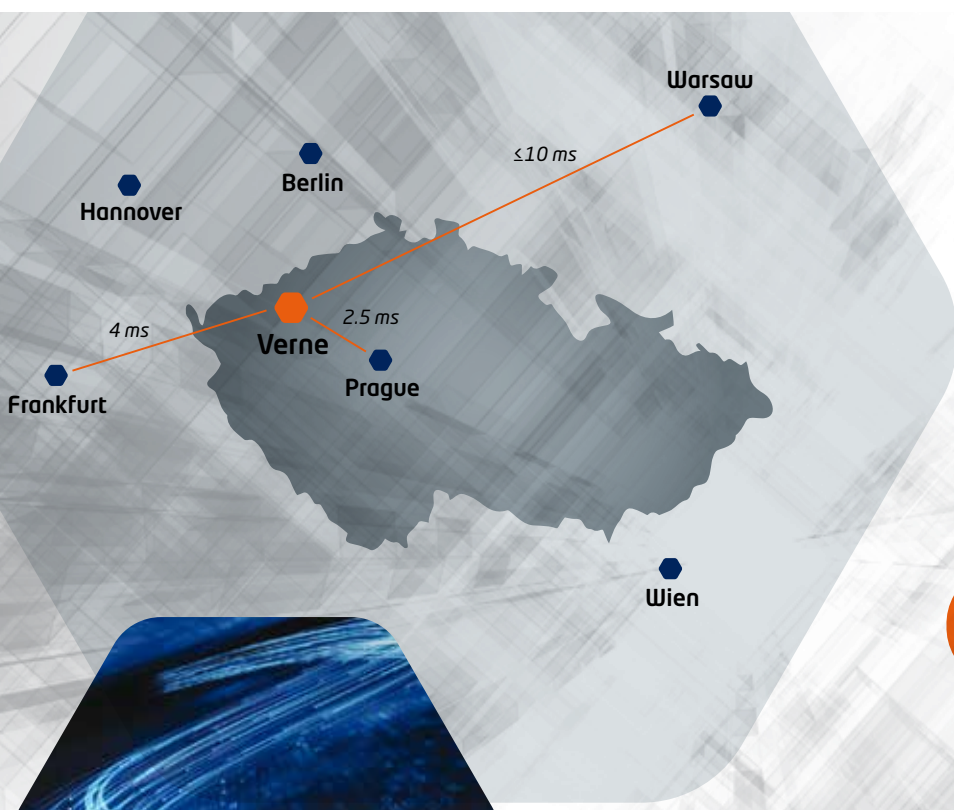 Warsaw
≤10 ms
Berlin
Hannover
2.5 ms
4 ms
Verne
Prague
Frankfurt
Wien